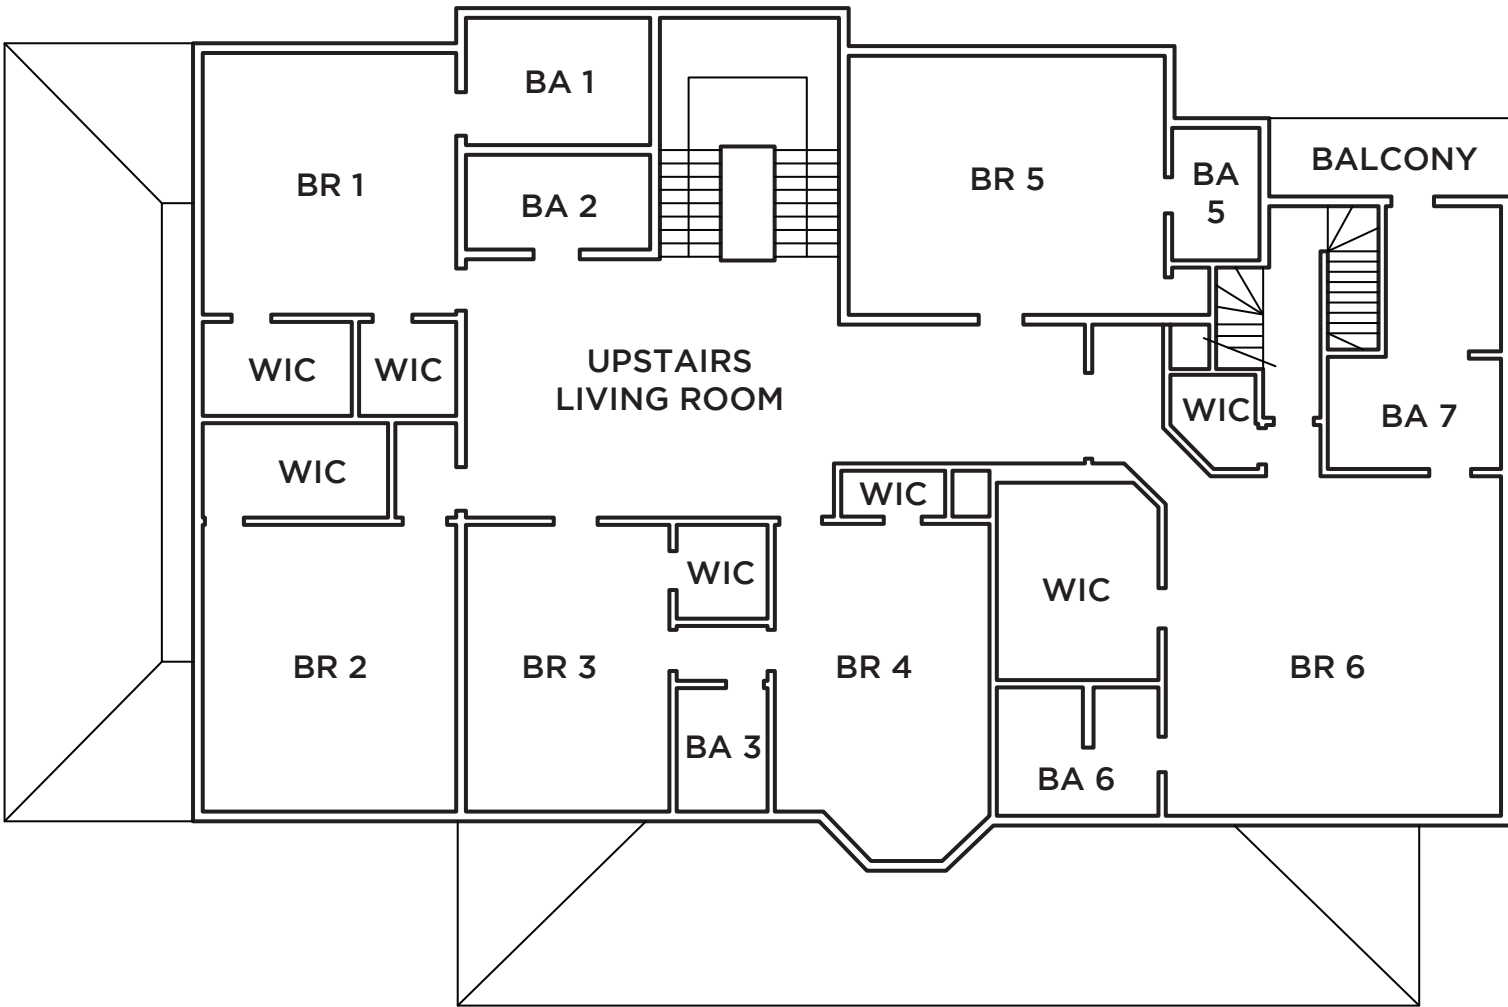 BA 1
BALCONY
BR 1
BR 5
BA
5
BA 2
UPSTAIRS
LIVING ROOM
WIC
WIC
WIC
BA 7
WIC
WIC
WIC
WIC
BR 2
BR 3
BR 4
BR 6
BA 3
BA 6